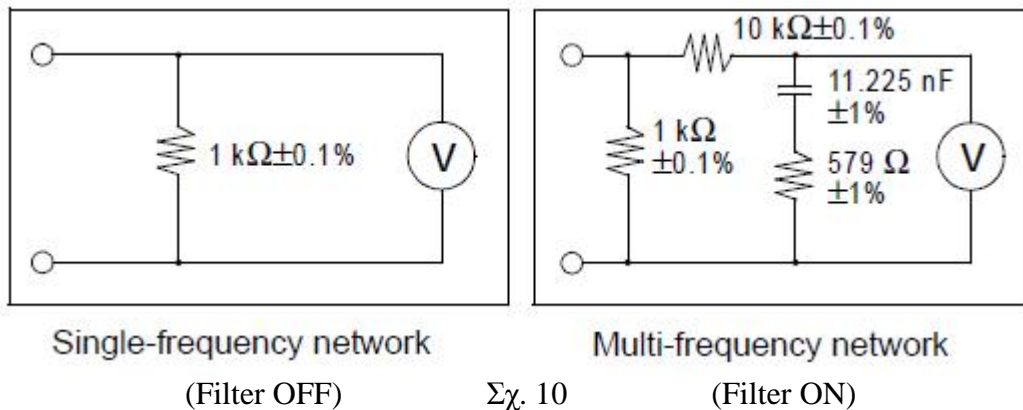 1 kΩ±0.1%
V
10 kΩ±0.1%
11.225 nF
±1%
1 kΩ
±0.1%
579 Ω
±1%
V
Single-frequency network
Multi-frequency network
(Filter OFF)
Σχ. 10
(Filter ON)